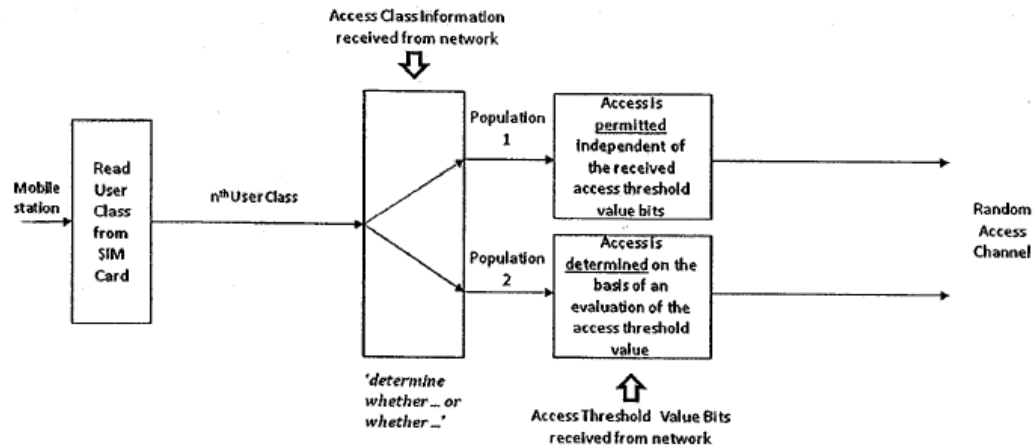 Access Class Information
received from network
Mobile
station
Read
User
Class
from
SIM
Card
nth User Class
Population
1
Access is
permitted
independent of
the received
access threshold
value bits
Population
2
Access is
determined on the
basis of an
evaluation of the
access threshold
value
Random
Access
Channel
'determine
whether ... or
whether ...'
Access Threshold Value Bits
received from network